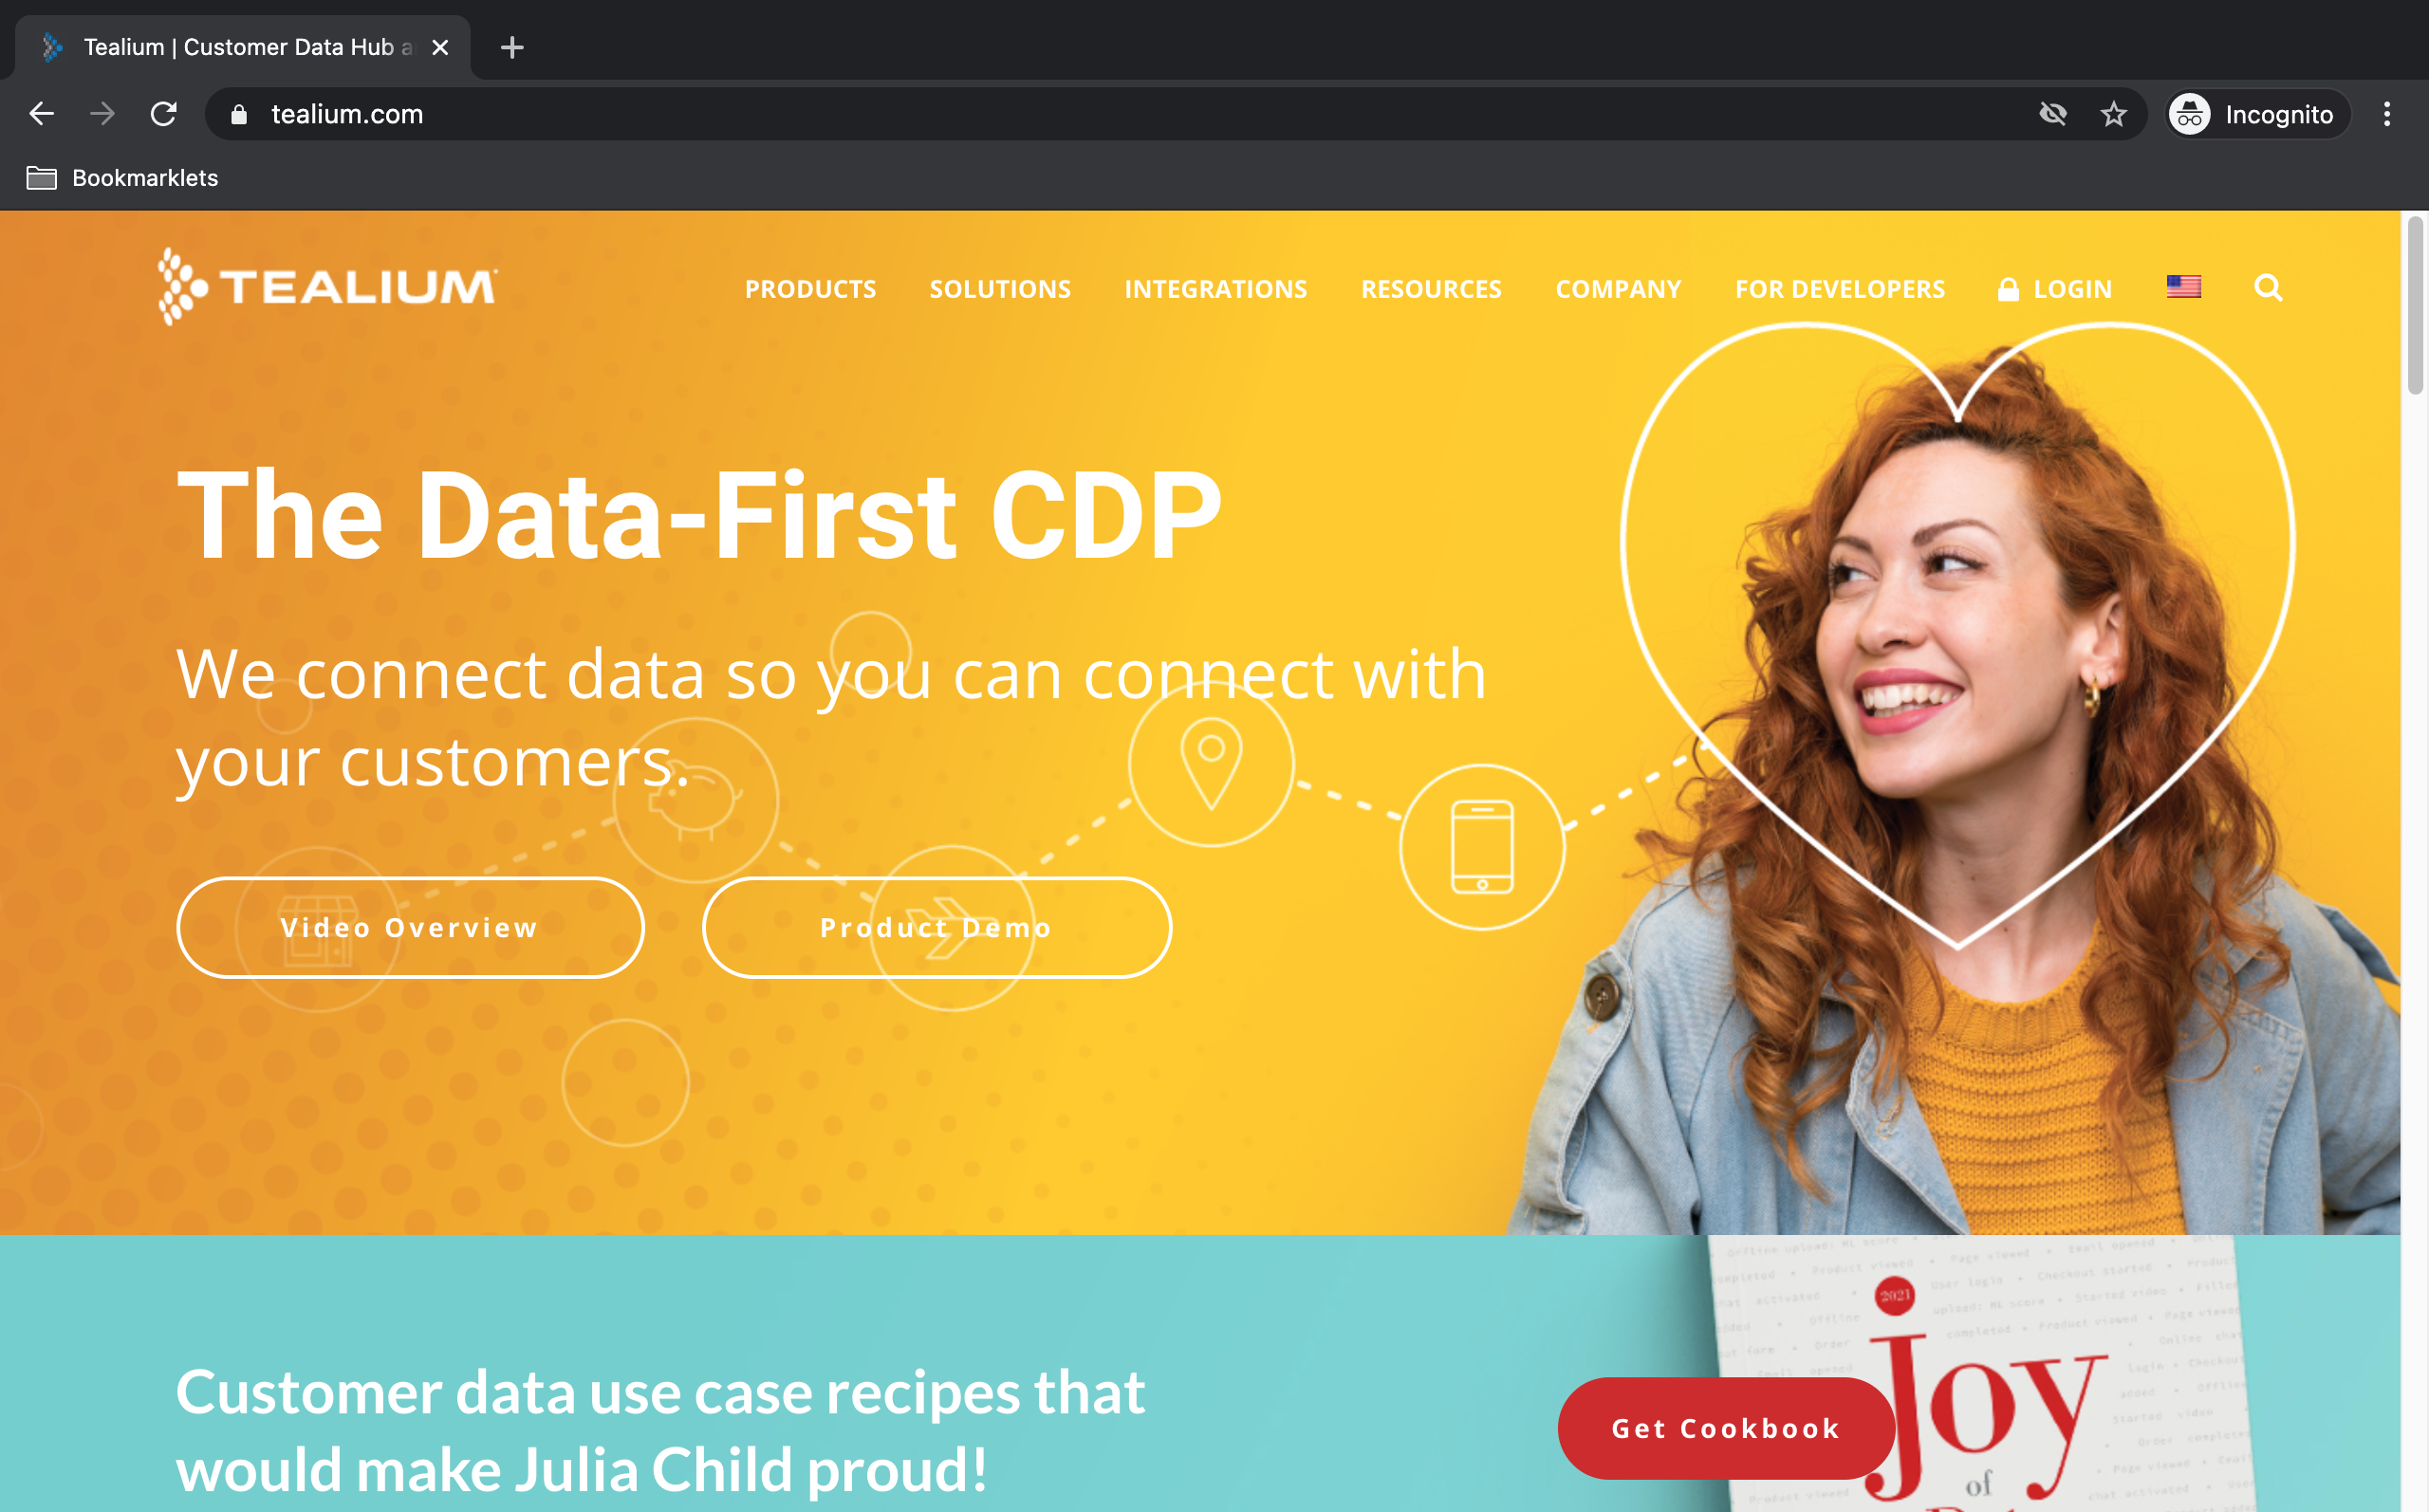 Tealium | Customer Data Hub a
tealium.com
Incognito
Bookmarklets
TEALIUM
PRODUCTS SOLUTIONS INTEGRATIONS RESOURCES COMPANY FOR DEVELOPERS LOGIN
The Data-First CDP
We connect data so you can connect with
your customers.
Video Overview Product Demo
Customer data use case recipes that
would make Julia Child proud!
Get Cookbook
2021
Joy
of